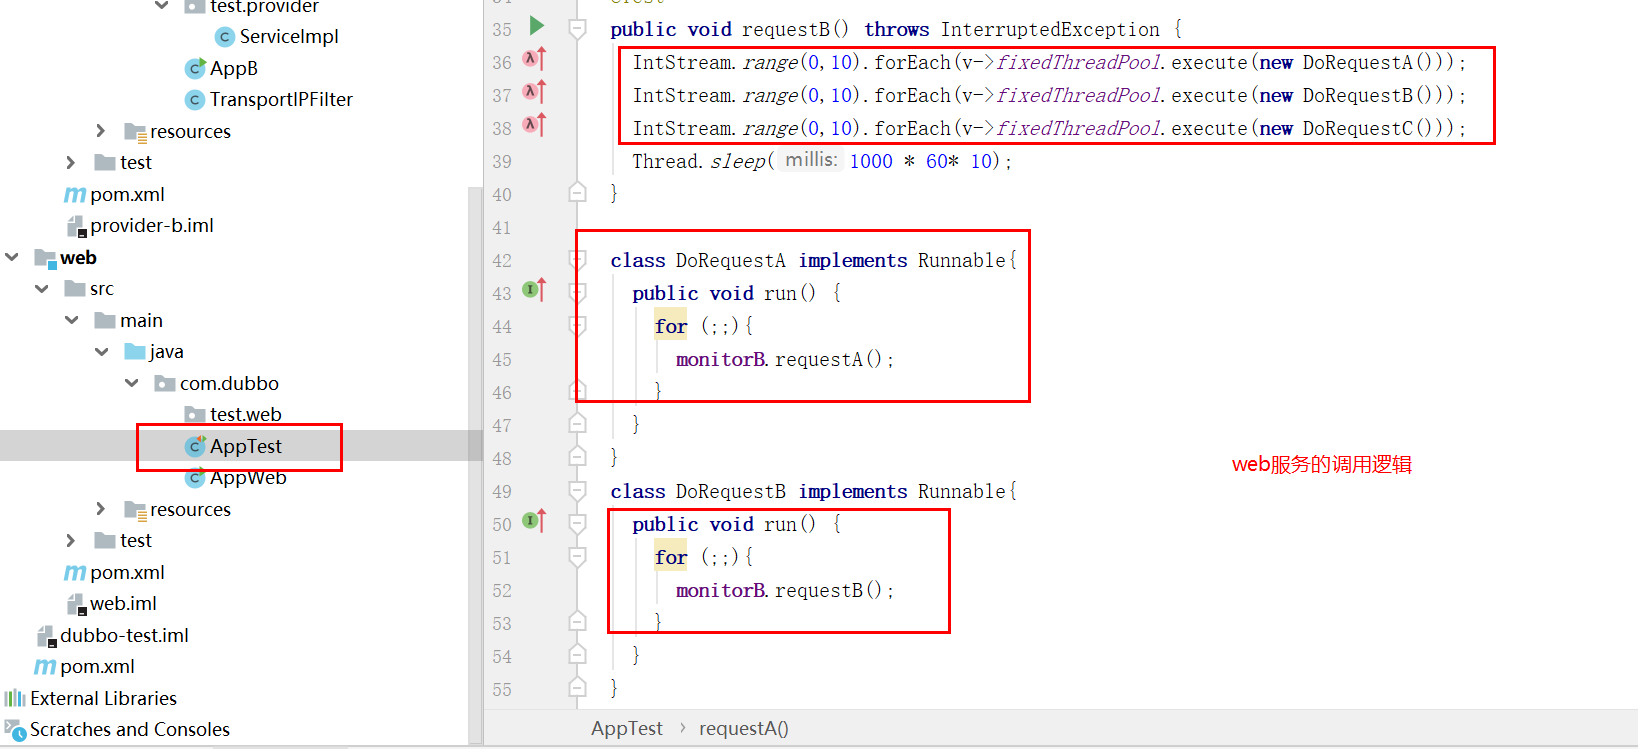 test.provider
ServiceImpl
AppB
TransportIPFilter
resources
test
pom.xml
provider-b.iml
web
src
main
java
com.dubbo
test.web
AppTest
AppWeb
resources
test
pom.xml
web.iml
dubbo-test.iml
pom.xml
External Libraries
Scratches and Consoles
35 public void requestB() throws InterruptedException {
36 IntStream.range(0,10).forEach(v->fixedThreadPool.execute(new DoRequestA()));
37 IntStream.range(0,10).forEach(v->fixedThreadPool.execute(new DoRequestB()));
38 IntStream.range(0,10).forEach(v->fixedThreadPool.execute(new DoRequestC()));
39 Thread.sleep( millis: 1000 * 60* 10);
40 }
41
42 class DoRequestA implements Runnable{
43 public void run() {
44 for (;;){
45 monitorB.requestA();
46 }
47 }
48 }
49 class DoRequestB implements Runnable{
50 public void run() {
51 for (;;){
52 monitorB.requestB();
53 }
54 }
55 }
web服务的调用逻辑
AppTest › requestA()